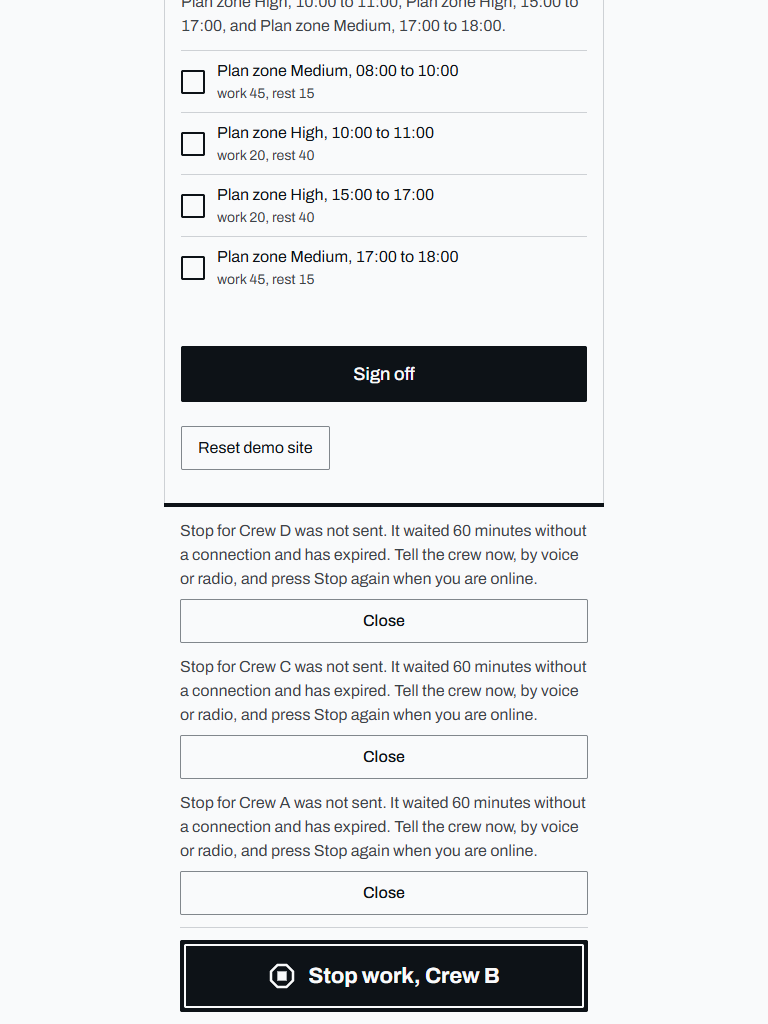 Plan zone High, 10:00 to 11:00, Plan zone High, 15:00 to
17:00, and Plan zone Medium, 17:00 to 18:00.
Plan zone Medium, 08:00 to 10:00
work 45, rest 15
Plan zone High, 10:00 to 11:00
work 20, rest 40
Plan zone High, 15:00 to 17:00
work 20, rest 40
Plan zone Medium, 17:00 to 18:00
work 45, rest 15
Sign off
Reset demo site
Stop for Crew D was not sent. It waited 60 minutes without
a connection and has expired. Tell the crew now, by voice
or radio, and press Stop again when you are online.
Close
Stop for Crew C was not sent. It waited 60 minutes without
a connection and has expired. Tell the crew now, by voice
or radio, and press Stop again when you are online.
Close
Stop for Crew A was not sent. It waited 60 minutes without
a connection and has expired. Tell the crew now, by voice
or radio, and press Stop again when you are online.
Close
Stop work, Crew B